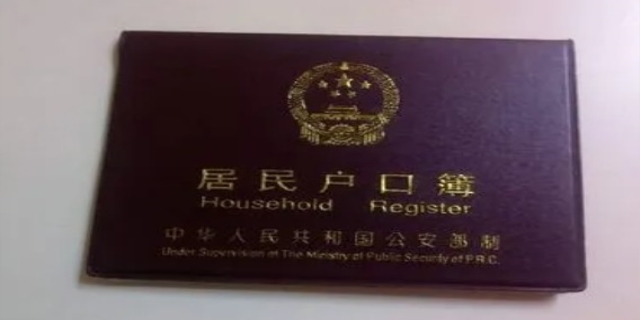 居民户口簿
Household Register
中华人民共和国公安部制
Under Supervision of The Ministry of Public Security of P.R.C.